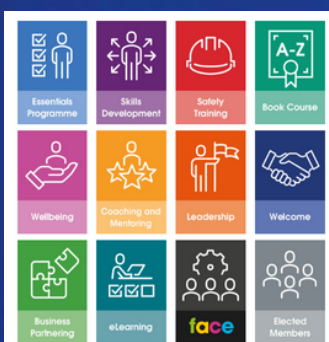 A-Z
Essentials
Programme
Skills
Development
Safety
Training
Book Course
Wellbeing
Coaching and
Mentoring
Leadership
Welcome
Business
Partnering
eLearning
face
Elected
Members